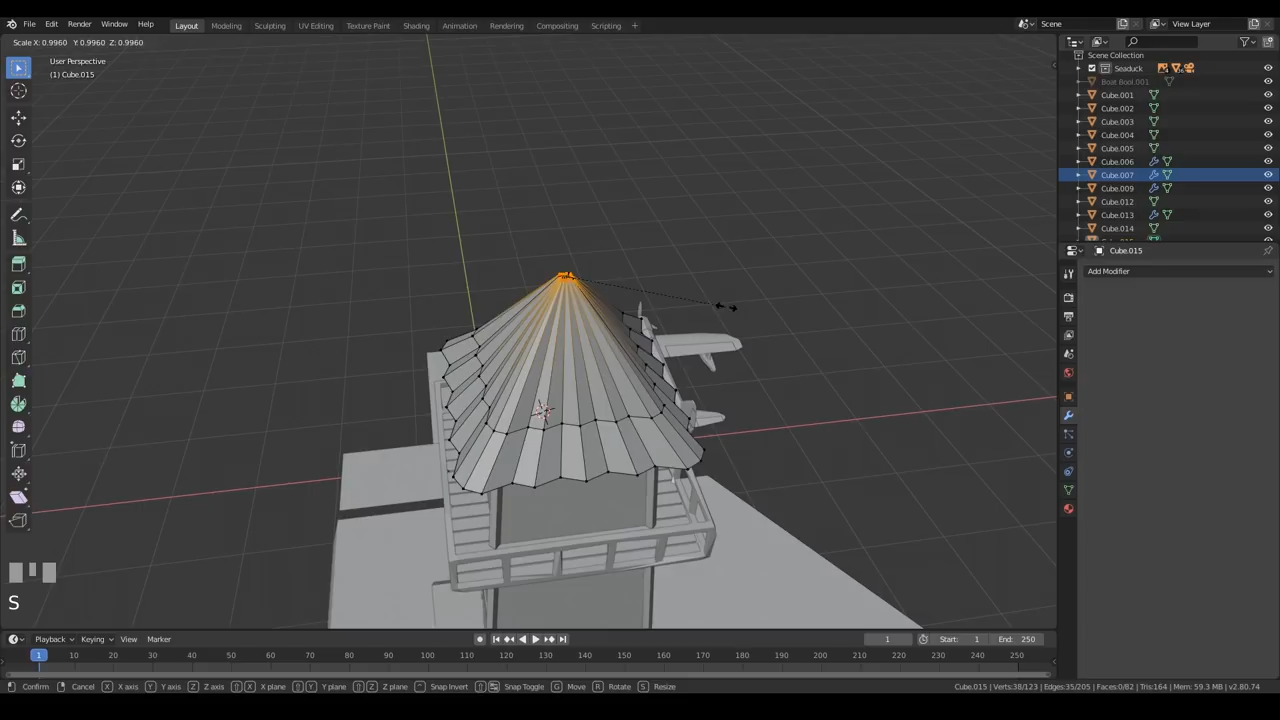 File Edit Render Window Help Layout Modeling Sculpting UV Editing Texture Paint Shading Animation Rendering Compositing Scripting + Scene View Layer
Scale X: 0.9960 Y: 0.9960 Z: 0.9960
User Perspective
(1) Cube.015
Scene Collection
Seaduck
Boat Bool.001
Cube.001
Cube.002
Cube.003
Cube.004
Cube.005
Cube.006
Cube.007
Cube.009
Cube.012
Cube.013
Cube.014
Cube.015
Add Modifier
S
Playback Keying View Marker 1 Start: 1 End: 250
1 10 20 30 40 50 60 70 80 90 100 110 120 130 140 150 160 170 180 190 200 210 220 230 240 250
Confirm Cancel X X axis Y Y axis Z Z axis X X plane Y Y plane Z Z plane Snap Invert Snap Toggle G Move R Rotate S Resize Cube.015 | Verts:38/123 | Edges:35/205 | Faces:0/82 | Tris:164 | Mem: 59.3 MB | v2.80.74